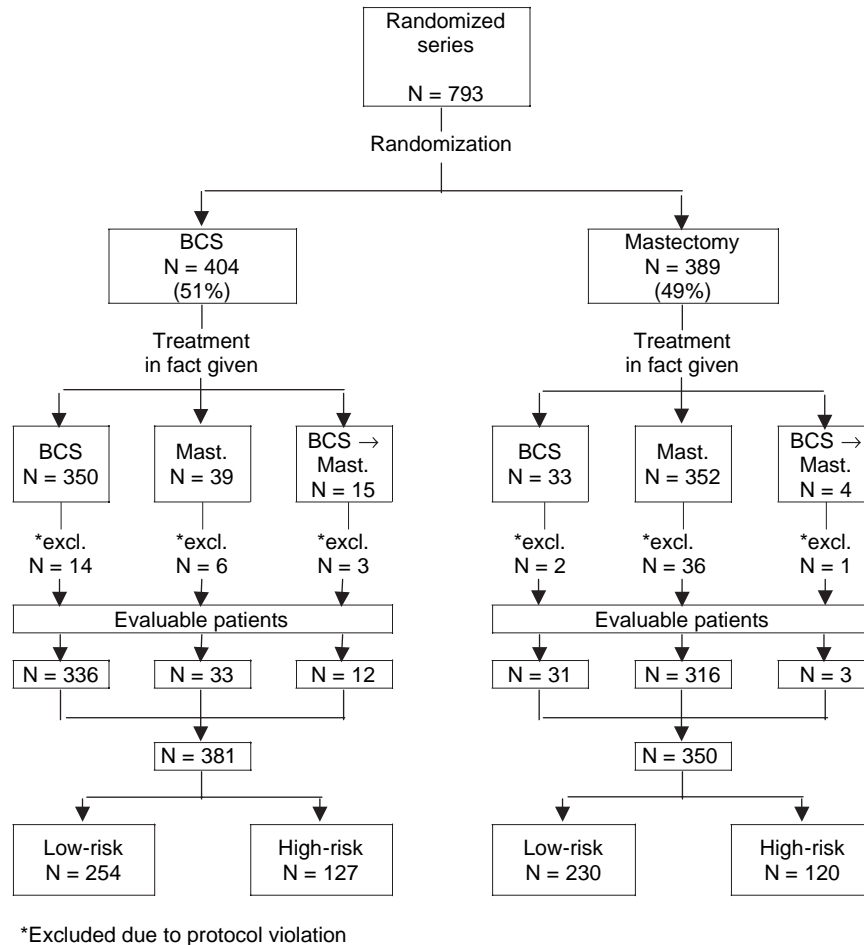 Randomized
series
N = 793
Randomization
BCS
N = 404
(51%)
Mastectomy
N = 389
(49%)
Treatment
in fact given
Treatment
in fact given
BCS
N = 350
Mast.
N = 39
BCS →
Mast.
N = 15
BCS
N = 33
Mast.
N = 352
BCS →
Mast.
N = 4
*excl.
N = 14
*excl.
N = 6
*excl.
N = 3
*excl.
N = 2
*excl.
N = 36
*excl.
N = 1
Evaluable patients
Evaluable patients
N = 336
N = 33
N = 12
N = 31
N = 316
N = 3
N = 381
N = 350
Low-risk
N = 254
High-risk
N = 127
Low-risk
N = 230
High-risk
N = 120
*Excluded due to protocol violation